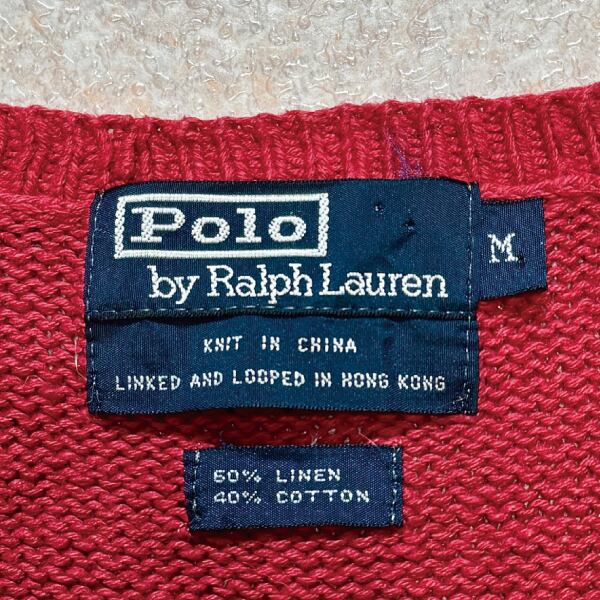 Polo
by Ralph Lauren
M
KNIT IN CHINA
LINKED AND LOOPED IN HONG KONG
60% LINEN
40% COTTON